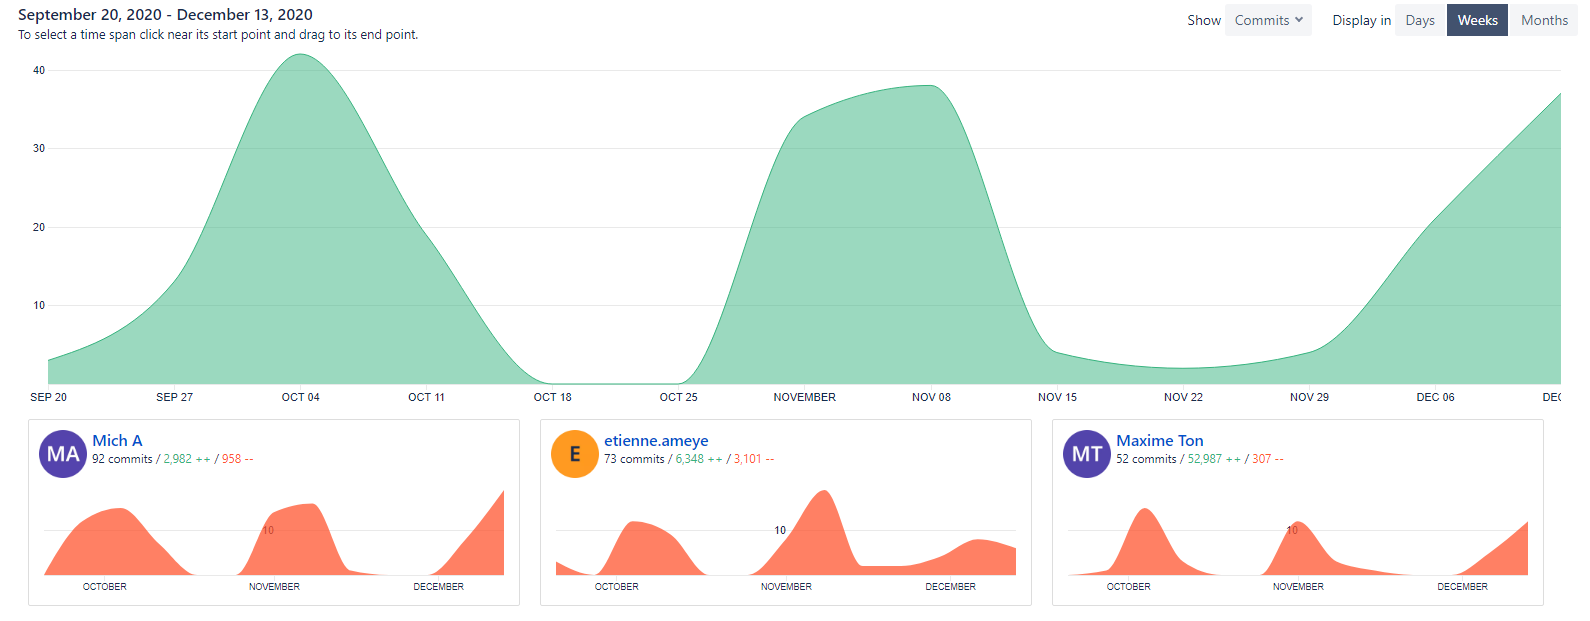 September 20, 2020 - December 13, 2020
Show Commits Display in Days Weeks Months
To select a time span click near its start point and drag to its end point.
40
30
20
10
SEP 20 SEP 27 OCT 04 OCT 11 OCT 18 OCT 25 NOVEMBER NOV 08 NOV 15 NOV 22 NOV 29 DEC 06 DEC
MA Mich A
92 commits / 2,982 ++ / 958 --
10
OCTOBER NOVEMBER DECEMBER
E etienne.ameye
73 commits / 6,348 ++ / 3,101 --
10
OCTOBER NOVEMBER DECEMBER
MT Maxime Ton
52 commits / 52,987 ++ / 307 --
10
OCTOBER NOVEMBER DECEMBER